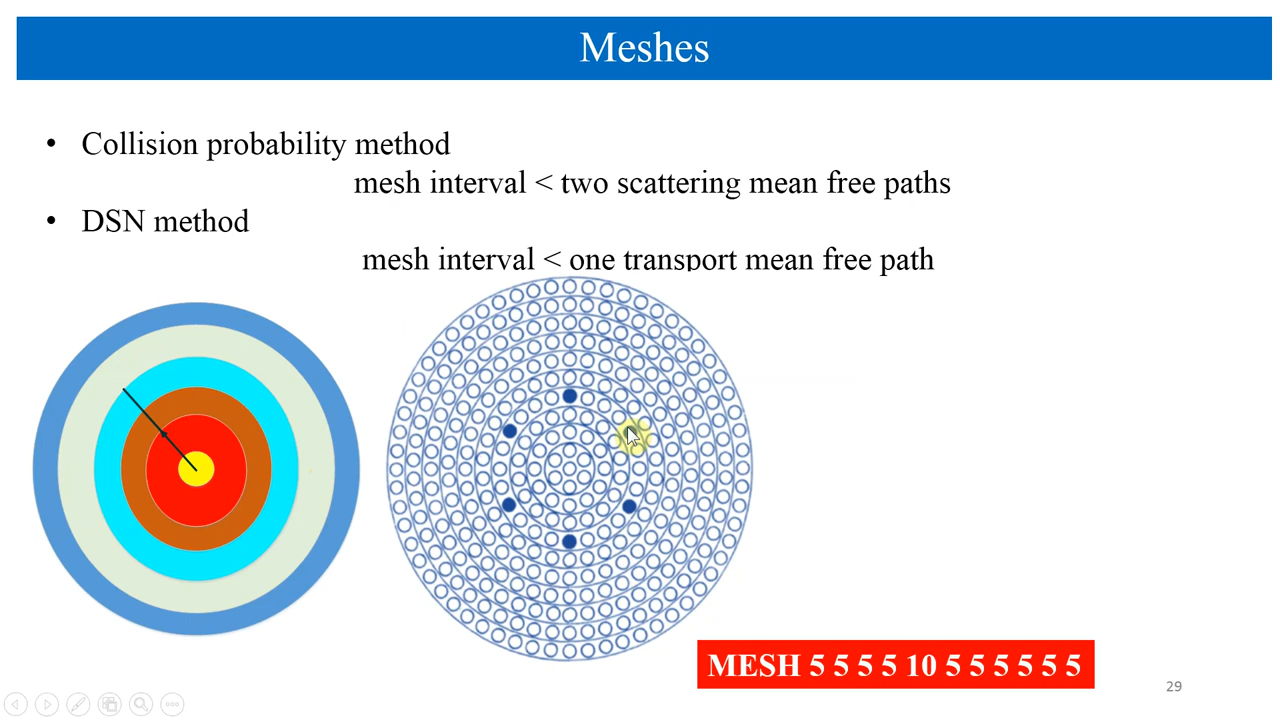 Meshes
• Collision probability method
mesh interval < two scattering mean free paths
• DSN method
mesh interval < one transport mean free path
MESH 5 5 5 5 10 5 5 5 5 5 5
29